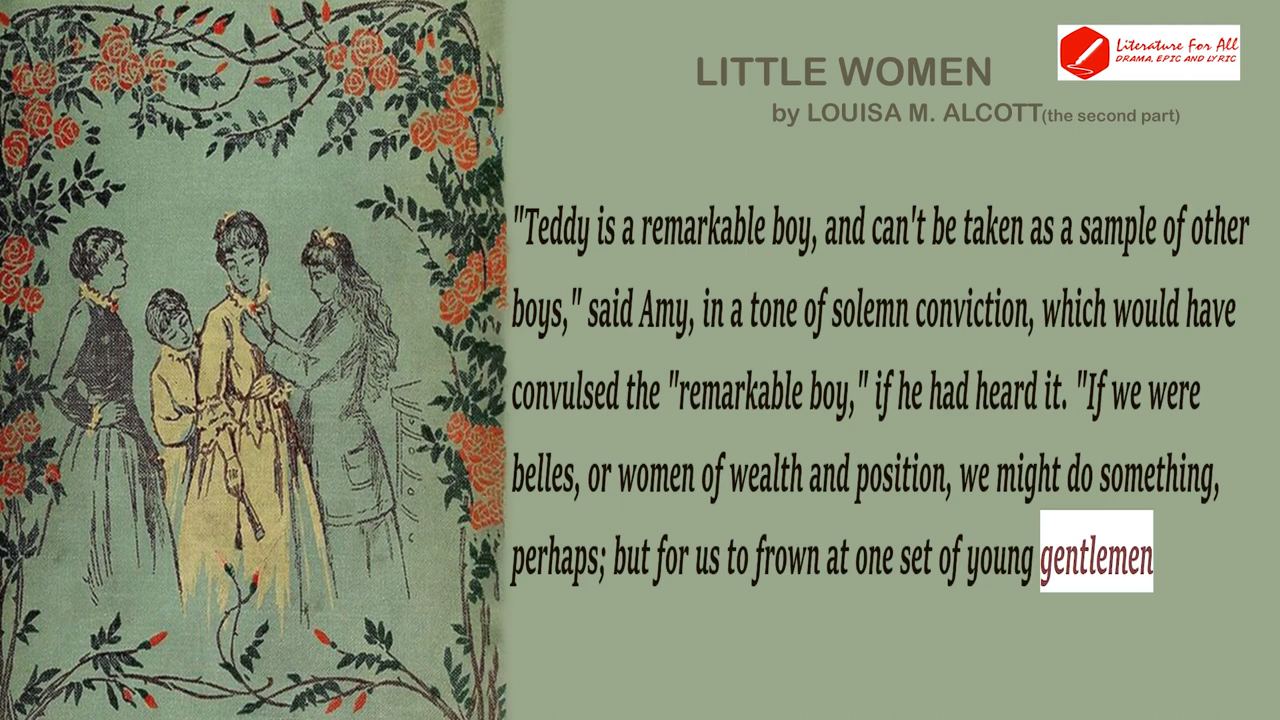 LITTLE WOMEN
by LOUISA M. ALCOTT(the second part)
Literature For All
DRAMA, EPIC AND LYRIC
"Teddy is a remarkable boy, and can't be taken as a sample of other
boys," said Amy, in a tone of solemn conviction, which would have
convulsed the "remarkable boy," if he had heard it. "If we were
belles, or women of wealth and position, we might do something,
perhaps; but for us to frown at one set of young gentlemen